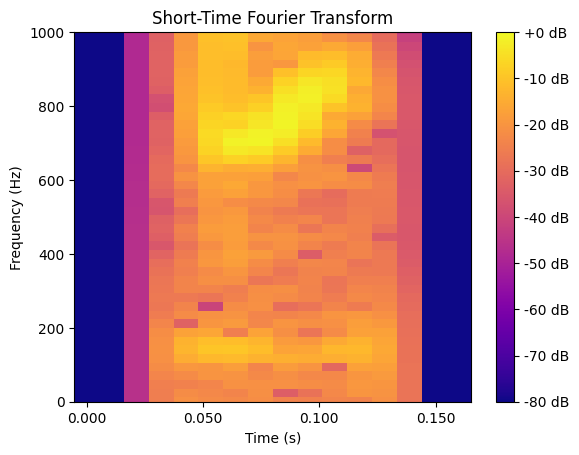 Short-Time Fourier Transform
1000
800
600
400
200
0
Frequency (Hz)
0.000
0.050
0.100
0.150
Time (s)
+0 dB
-10 dB
-20 dB
-30 dB
-40 dB
-50 dB
-60 dB
-70 dB
-80 dB